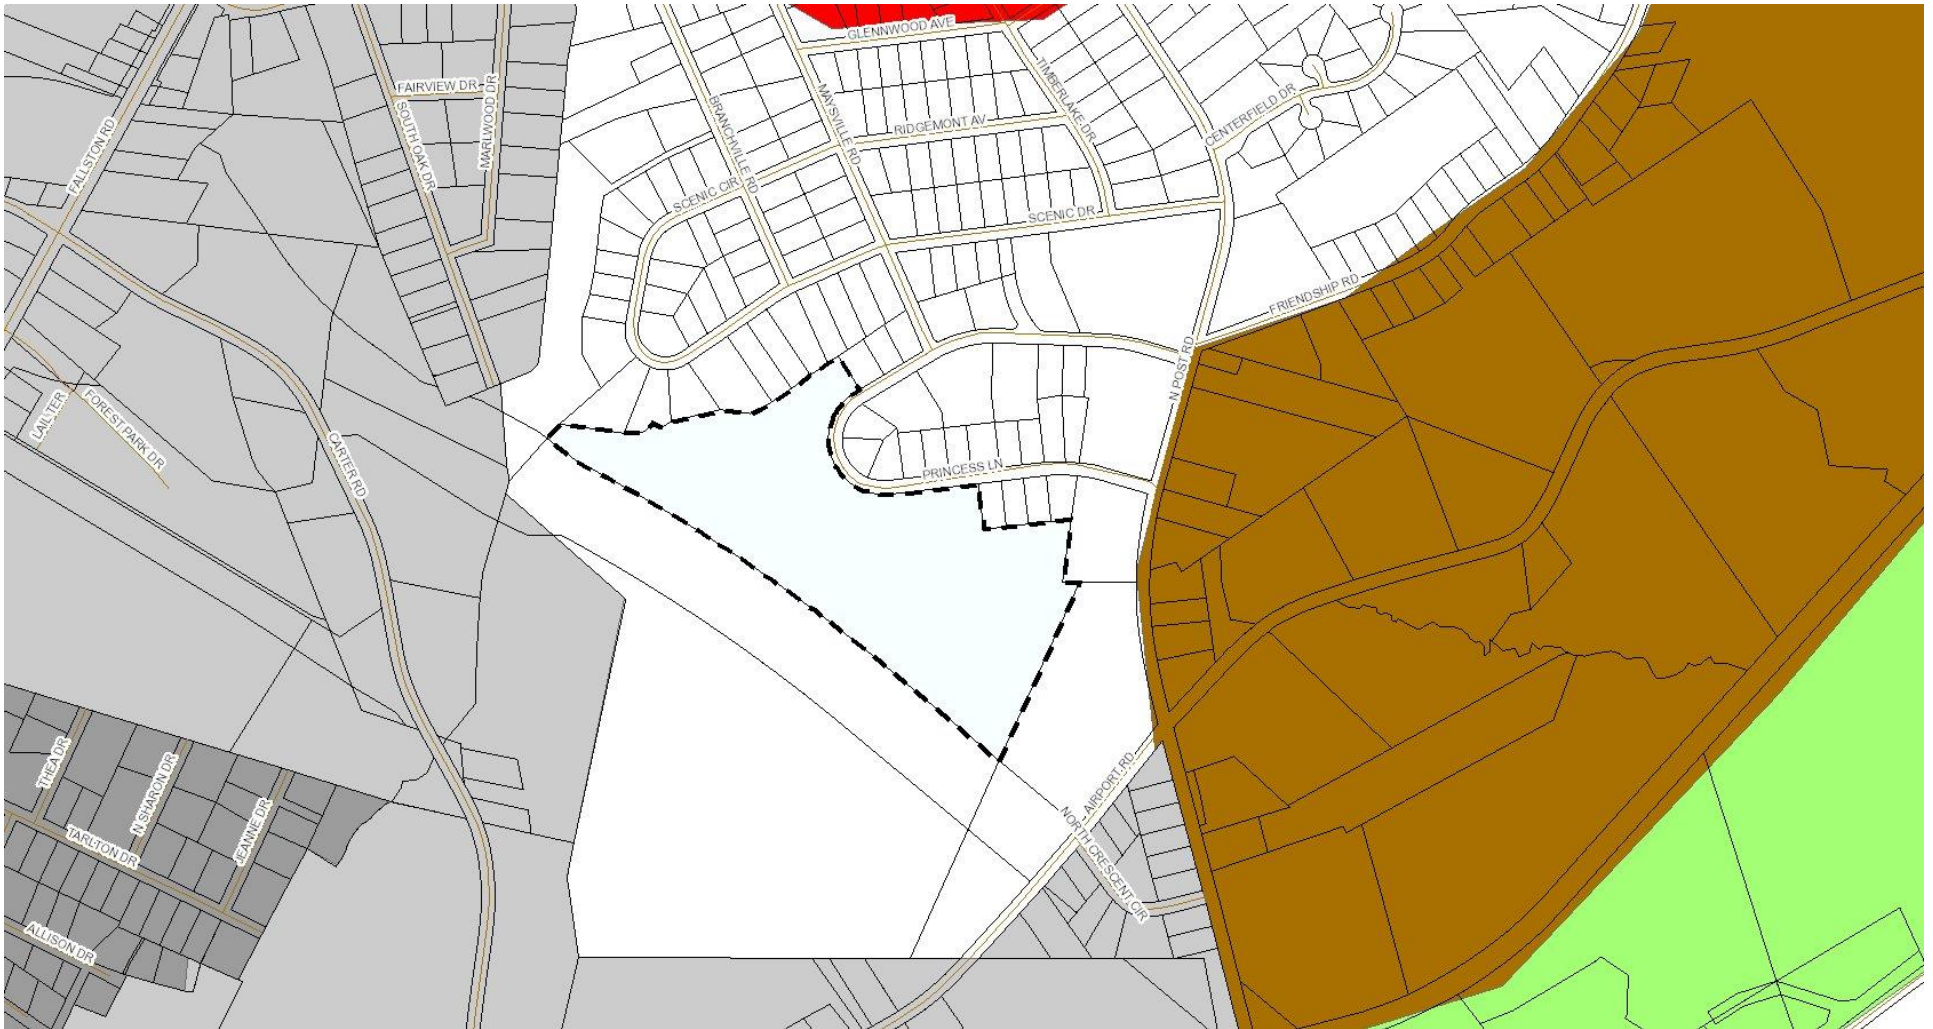 GLENNWOOD AVE
FAIRVIEW DR
TIMBERLAKE DR
SOUTH OAK DR
MARLWOOD DR
BRANCHVILLE RD
MAYSVILLE RD
RIDGEMONT AV
CENTERFIELD DR
FALLSTON RD
SCENIC CIR
SCENIC DR
FRIENDSHIP RD
N POST RD
LAIL TER
FOREST PARK DR
CARTER RD
PRINCESS LN
THEA DR
N SHARON DR
JEANNE DR
AIRPORT RD
TARLTON DR
NORTH CRESCENT CIR
ALLISON DR